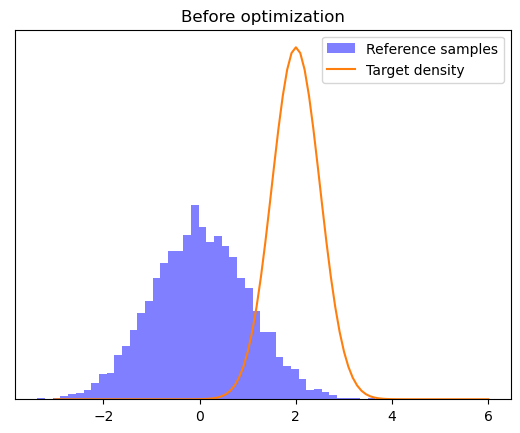 Before optimization
Reference samples
Target density
−2 0 2 4 6